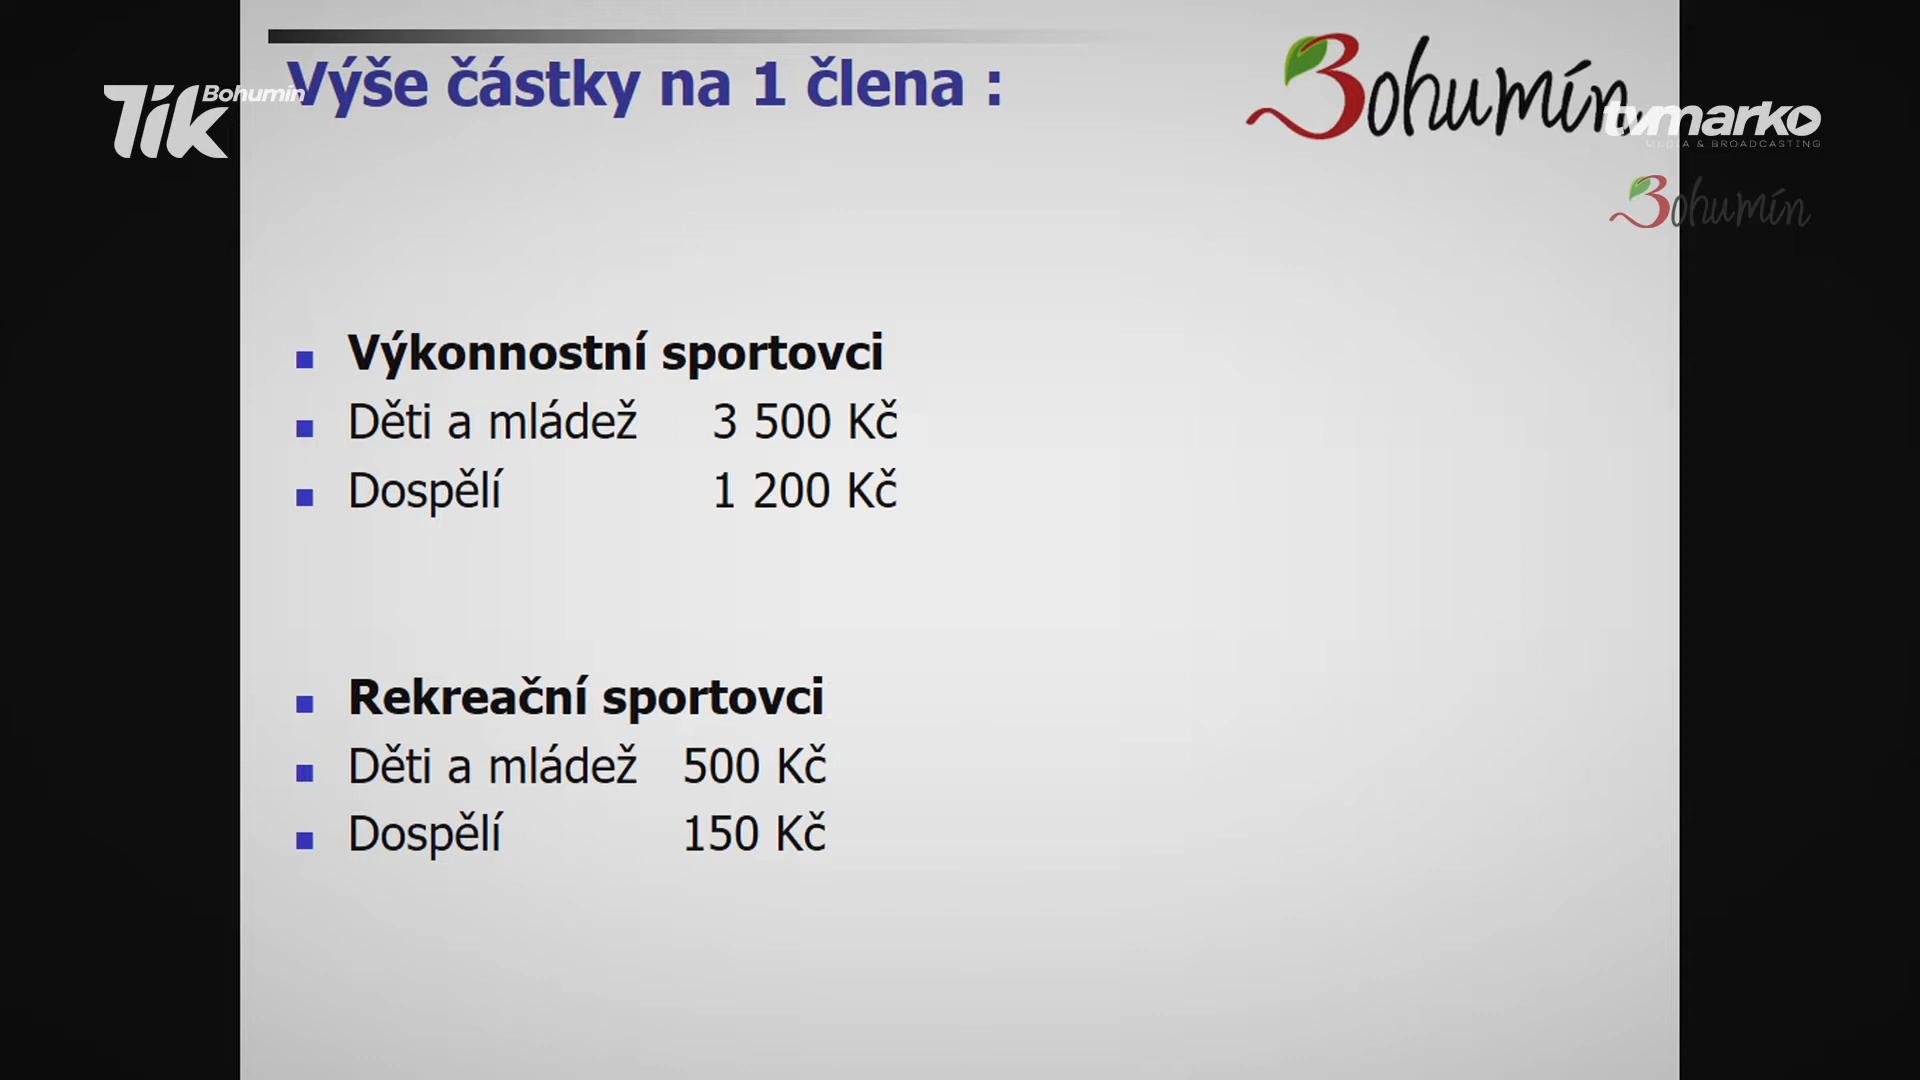 Výše částky na 1 člena :
Bohumín
Tik Bohumín
tvmarko
MEDIA & BROADCASTING
Bohumín
Výkonnostní sportovci
Děti a mládež 3 500 Kč
Dospělí 1 200 Kč
Rekreační sportovci
Děti a mládež 500 Kč
Dospělí 150 Kč